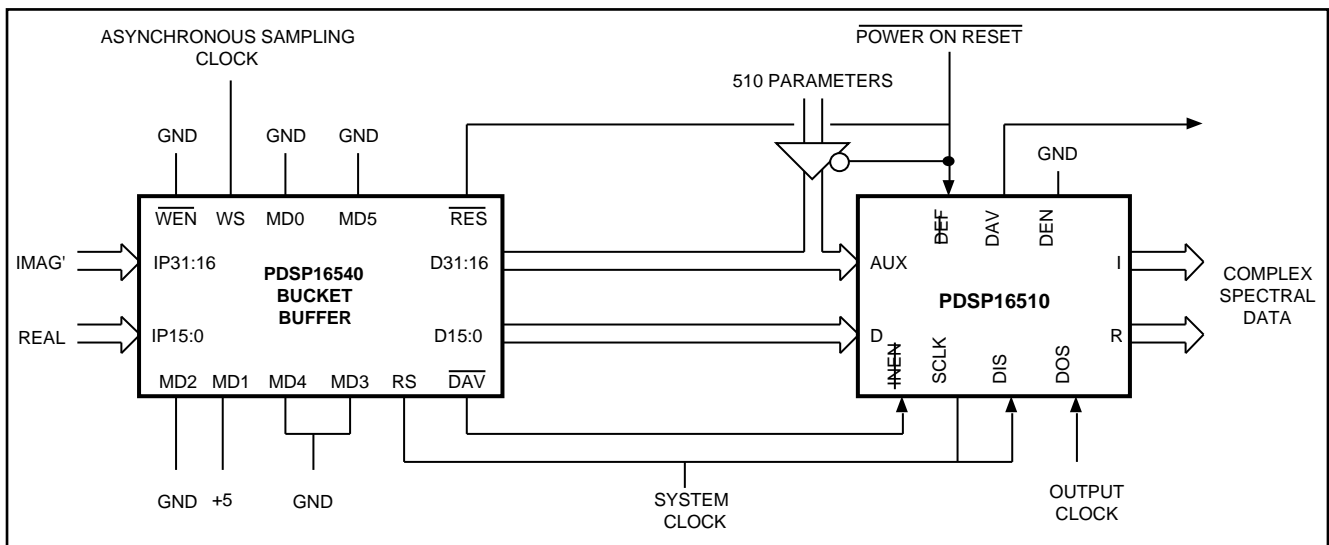 ASYNCHRONOUS SAMPLING
CLOCK
POWER ON RESET
510 PARAMETERS
GND
GND
GND
GND
WEN
WS
MD0
MD5
RES
DEF
DAV
DEN
IMAG'
IP31:16
D31:16
AUX
I
PDSP16540
BUCKET
BUFFER
PDSP16510
COMPLEX
SPECTRAL
DATA
REAL
IP15:0
D15:0
D
R
MD2
MD1
MD4
MD3
RS
DAV
INEN
SCLK
DIS
DOS
GND
+5
GND
SYSTEM
CLOCK
OUTPUT
CLOCK